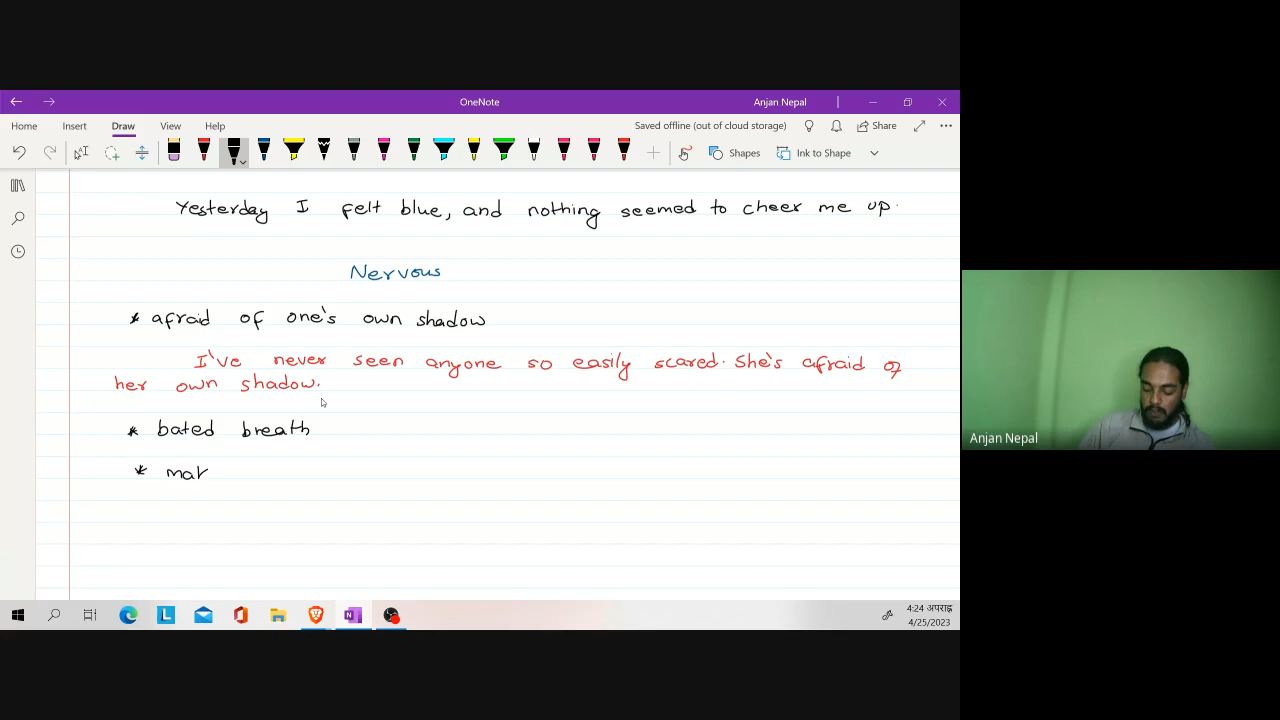 OneNote
Anjan Nepal
Home Insert Draw View Help
Saved offline (out of cloud storage) Share
Shapes Ink to Shape
Yesterday I felt blue, and nothing seemed to cheer me up.
Nervous
* afraid of one's own shadow
I've never seen anyone so easily scared. She's afraid of
her own shadow.
* bated breath
* mar
Anjan Nepal
4:24 अपराह्न
4/25/2023